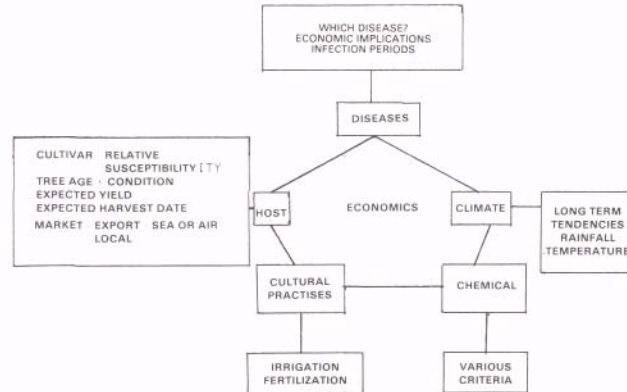 WHICH DISEASE?
ECONOMIC IMPLICATIONS
INFECTION PERIODS
DISEASES
CULTIVAR RELATIVE
SUSCEPTIBILITY [TY
TREE AGE · CONDITION
EXPECTED YIELD
EXPECTED HARVEST DATE
MARKET EXPORT SEA OR AIR
LOCAL
HOST
ECONOMICS
CLIMATE
LONG TERM
TENDENCIES
RAINFALL
.TEMPERATURE
CULTURAL
PRACTISES
CHEMICAL
IRRIGATION
FERTILIZATION
VARIOUS
CRITERIA